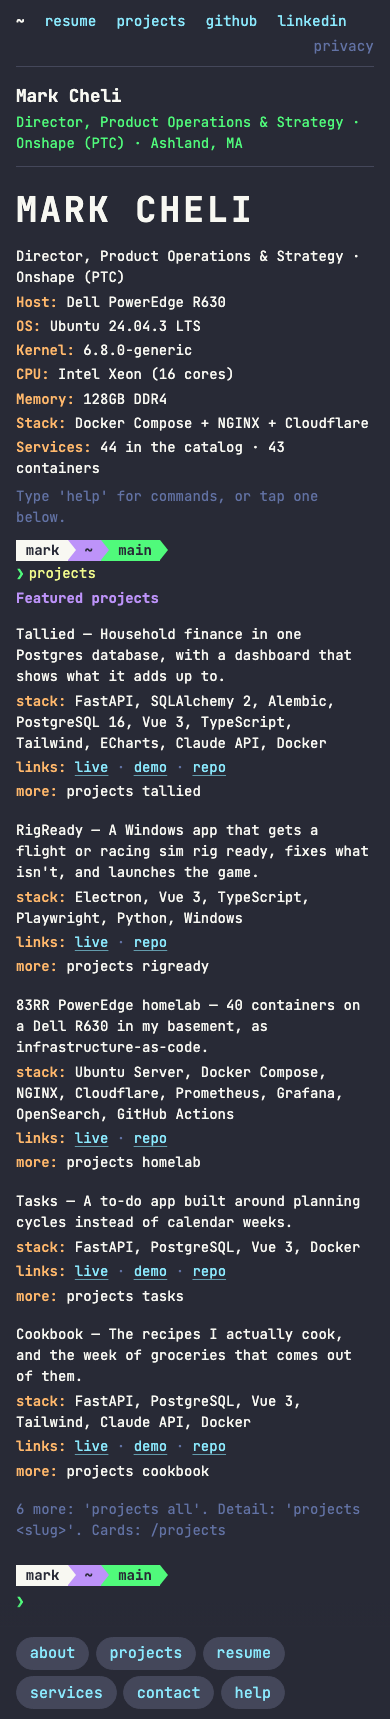 ~ resume projects github linkedin
privacy
Mark Cheli
Director, Product Operations & Strategy ·
Onshape (PTC) · Ashland, MA
MARK CHELI
Director, Product Operations & Strategy ·
Onshape (PTC)
Host: Dell PowerEdge R630
OS: Ubuntu 24.04.3 LTS
Kernel: 6.8.0-generic
CPU: Intel Xeon (16 cores)
Memory: 128GB DDR4
Stack: Docker Compose + NGINX + Cloudflare
Services: 44 in the catalog · 43
containers
Type 'help' for commands, or tap one
below.
mark ~ main
❯ projects
Featured projects
Tallied — Household finance in one
Postgres database, with a dashboard that
shows what it adds up to.
stack: FastAPI, SQLAlchemy 2, Alembic,
PostgreSQL 16, Vue 3, TypeScript,
Tailwind, ECharts, Claude API, Docker
links: live · demo · repo
more: projects tallied
RigReady — A Windows app that gets a
flight or racing sim rig ready, fixes what
isn't, and launches the game.
stack: Electron, Vue 3, TypeScript,
Playwright, Python, Windows
links: live · repo
more: projects rigready
83RR PowerEdge homelab — 40 containers on
a Dell R630 in my basement, as
infrastructure-as-code.
stack: Ubuntu Server, Docker Compose,
NGINX, Cloudflare, Prometheus, Grafana,
OpenSearch, GitHub Actions
links: live · repo
more: projects homelab
Tasks — A to-do app built around planning
cycles instead of calendar weeks.
stack: FastAPI, PostgreSQL, Vue 3, Docker
links: live · demo · repo
more: projects tasks
Cookbook — The recipes I actually cook,
and the week of groceries that comes out
of them.
stack: FastAPI, PostgreSQL, Vue 3,
Tailwind, Claude API, Docker
links: live · demo · repo
more: projects cookbook
6 more: 'projects all'. Detail: 'projects
<slug>'. Cards: /projects
mark ~ main
❯
about projects resume
services contact help